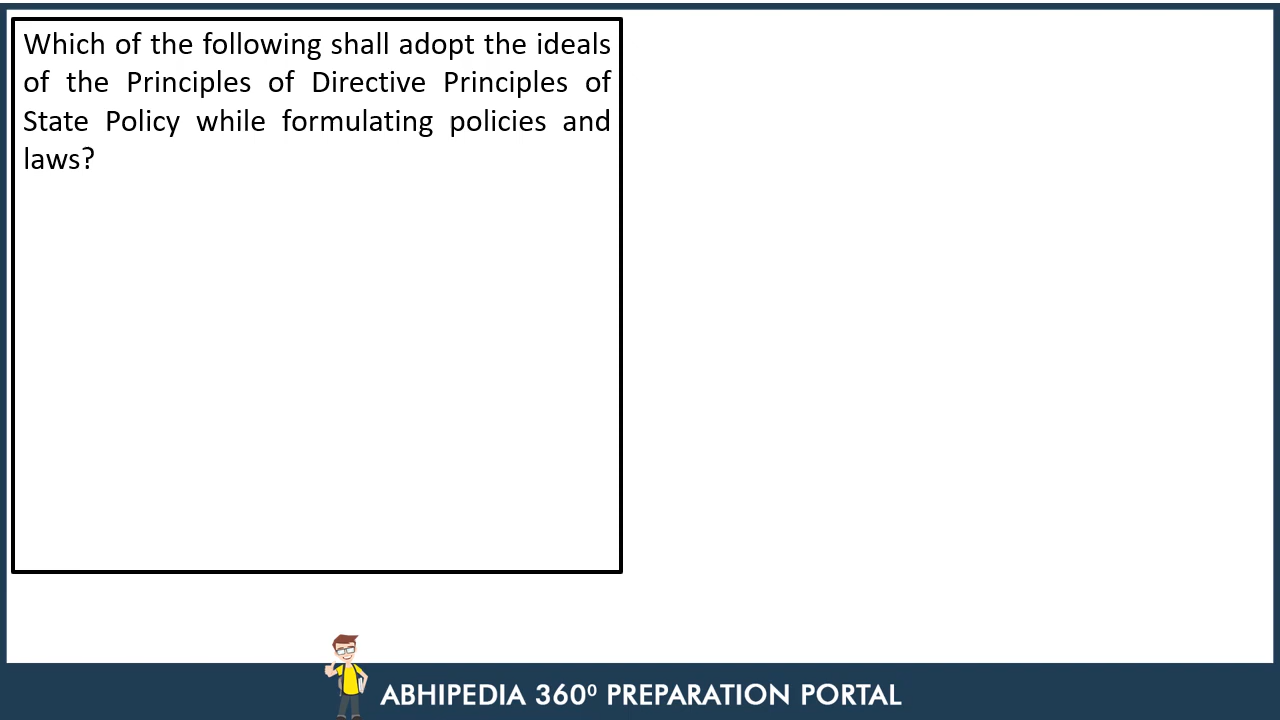 Which of the following shall adopt the ideals
of the Principles of Directive Principles of
State Policy while formulating policies and
laws?
ABHIPEDIA 360⁰ PREPARATION PORTAL